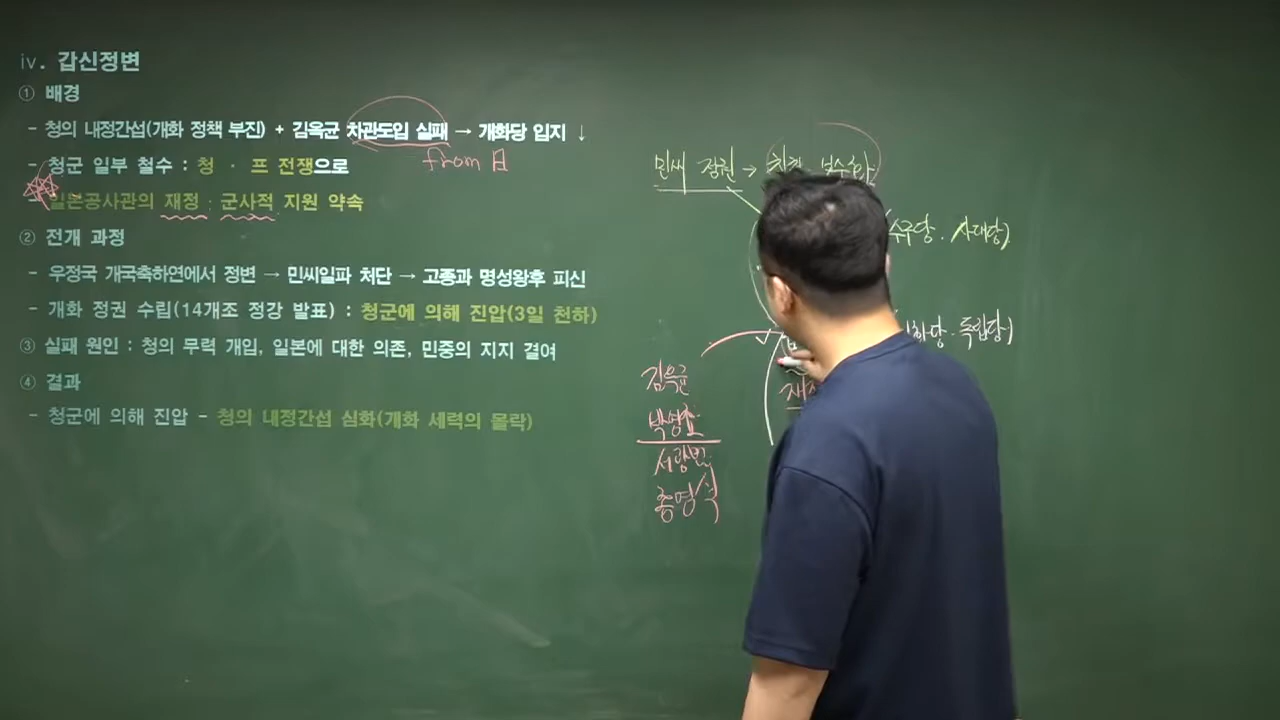 iv. 갑신정변
① 배경
- 청의 내정간섭(개화 정책 부진) + 김옥균 차관도입 실패 → 개화당 입지 ↓
from 日
- 청군 일부 철수 : 청 · 프 전쟁으로
- 일본공사관의 재정 · 군사적 지원 약속
② 전개 과정
- 우정국 개국축하연에서 정변 → 민씨일파 처단 → 고종과 명성왕후 피신
- 개화 정권 수립(14개조 정강 발표) : 청군에 의해 진압(3일 천하)
③ 실패 원인 : 청의 무력 개입, 일본에 대한 의존, 민중의 지지 결여
④ 결과
- 청군에 의해 진압 - 청의 내정간섭 심화(개화 세력의 몰락)
민씨 정권 → 보수화
(수구당 · 사대당)
화당 · 독립당)
김옥균
박영효
서광범
홍영식